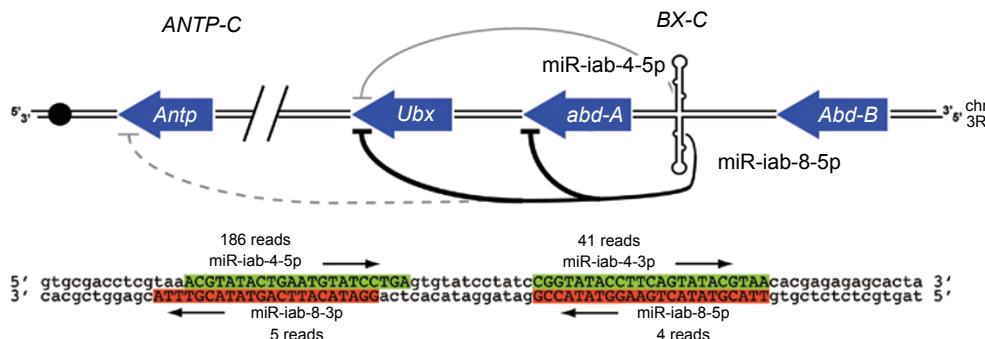 ANTP-C BX-C
miR-iab-4-5p
5' 3' Antp Ubx abd-A Abd-B 3' 5' chr 3R
miR-iab-8-5p
186 reads 41 reads
miR-iab-4-5p miR-iab-4-3p
5' gtgcgacctcgtaaACGTATACTGAATGTATCCTGAgtgtatcctatcCGGTATACCTTCAGTATACGTAAcacgagagagcacta 3'
3' cacgctggagcATTTGCATATGACTTACATAGGactcacataggatagGCCATATGGAAGTCATATGCATTgtgctctctcgtgat 5'
miR-iab-8-3p miR-iab-8-5p
5 reads 4 reads